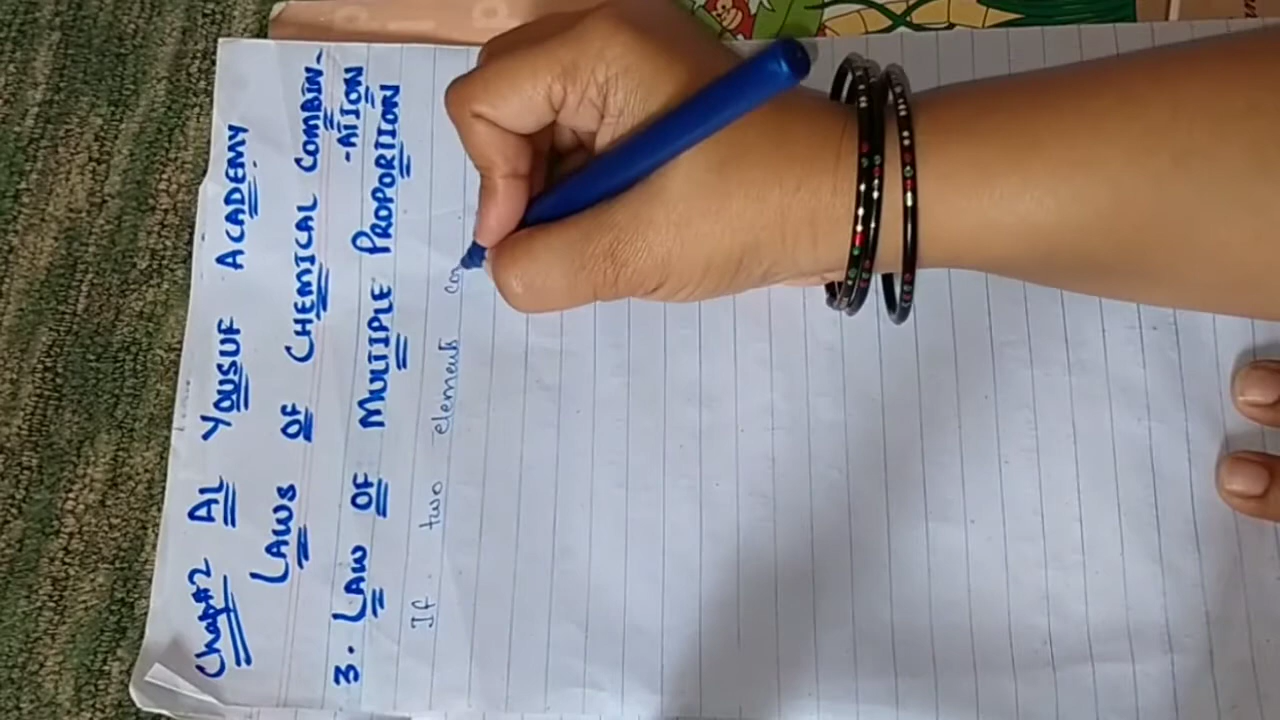 Chap#2 AL YOUSUF ACADEMY
LAWS OF CHEMICAL COMBIN-
-ATION
3. LAW OF MULTIPLE PROPORTION
If two elements